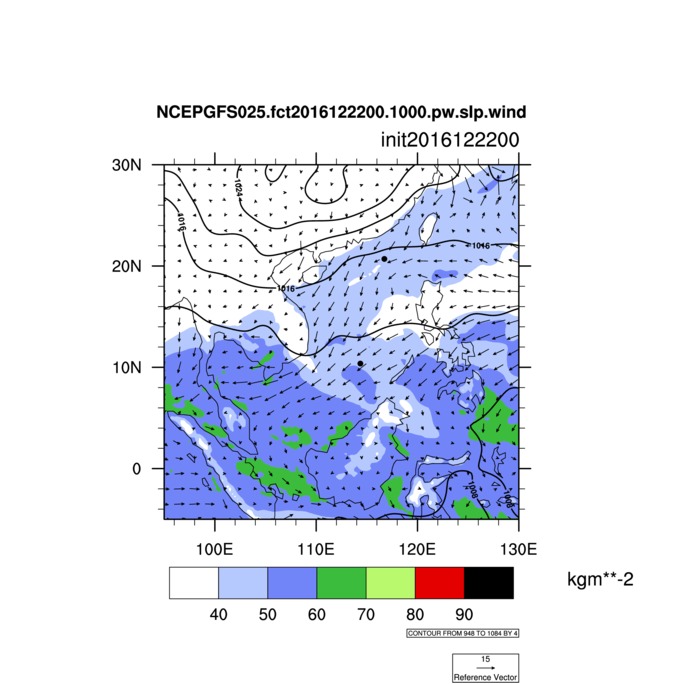 NCEPGFS025.fct2016122200.1000.pw.slp.wind
init2016122200
30N
1024
1016
1016
20N
1016
10N
0
1008
1008
100E 110E 120E 130E
kgm**-2
40 50 60 70 80 90
CONTOUR FROM 948 TO 1084 BY 4
15
Reference Vector